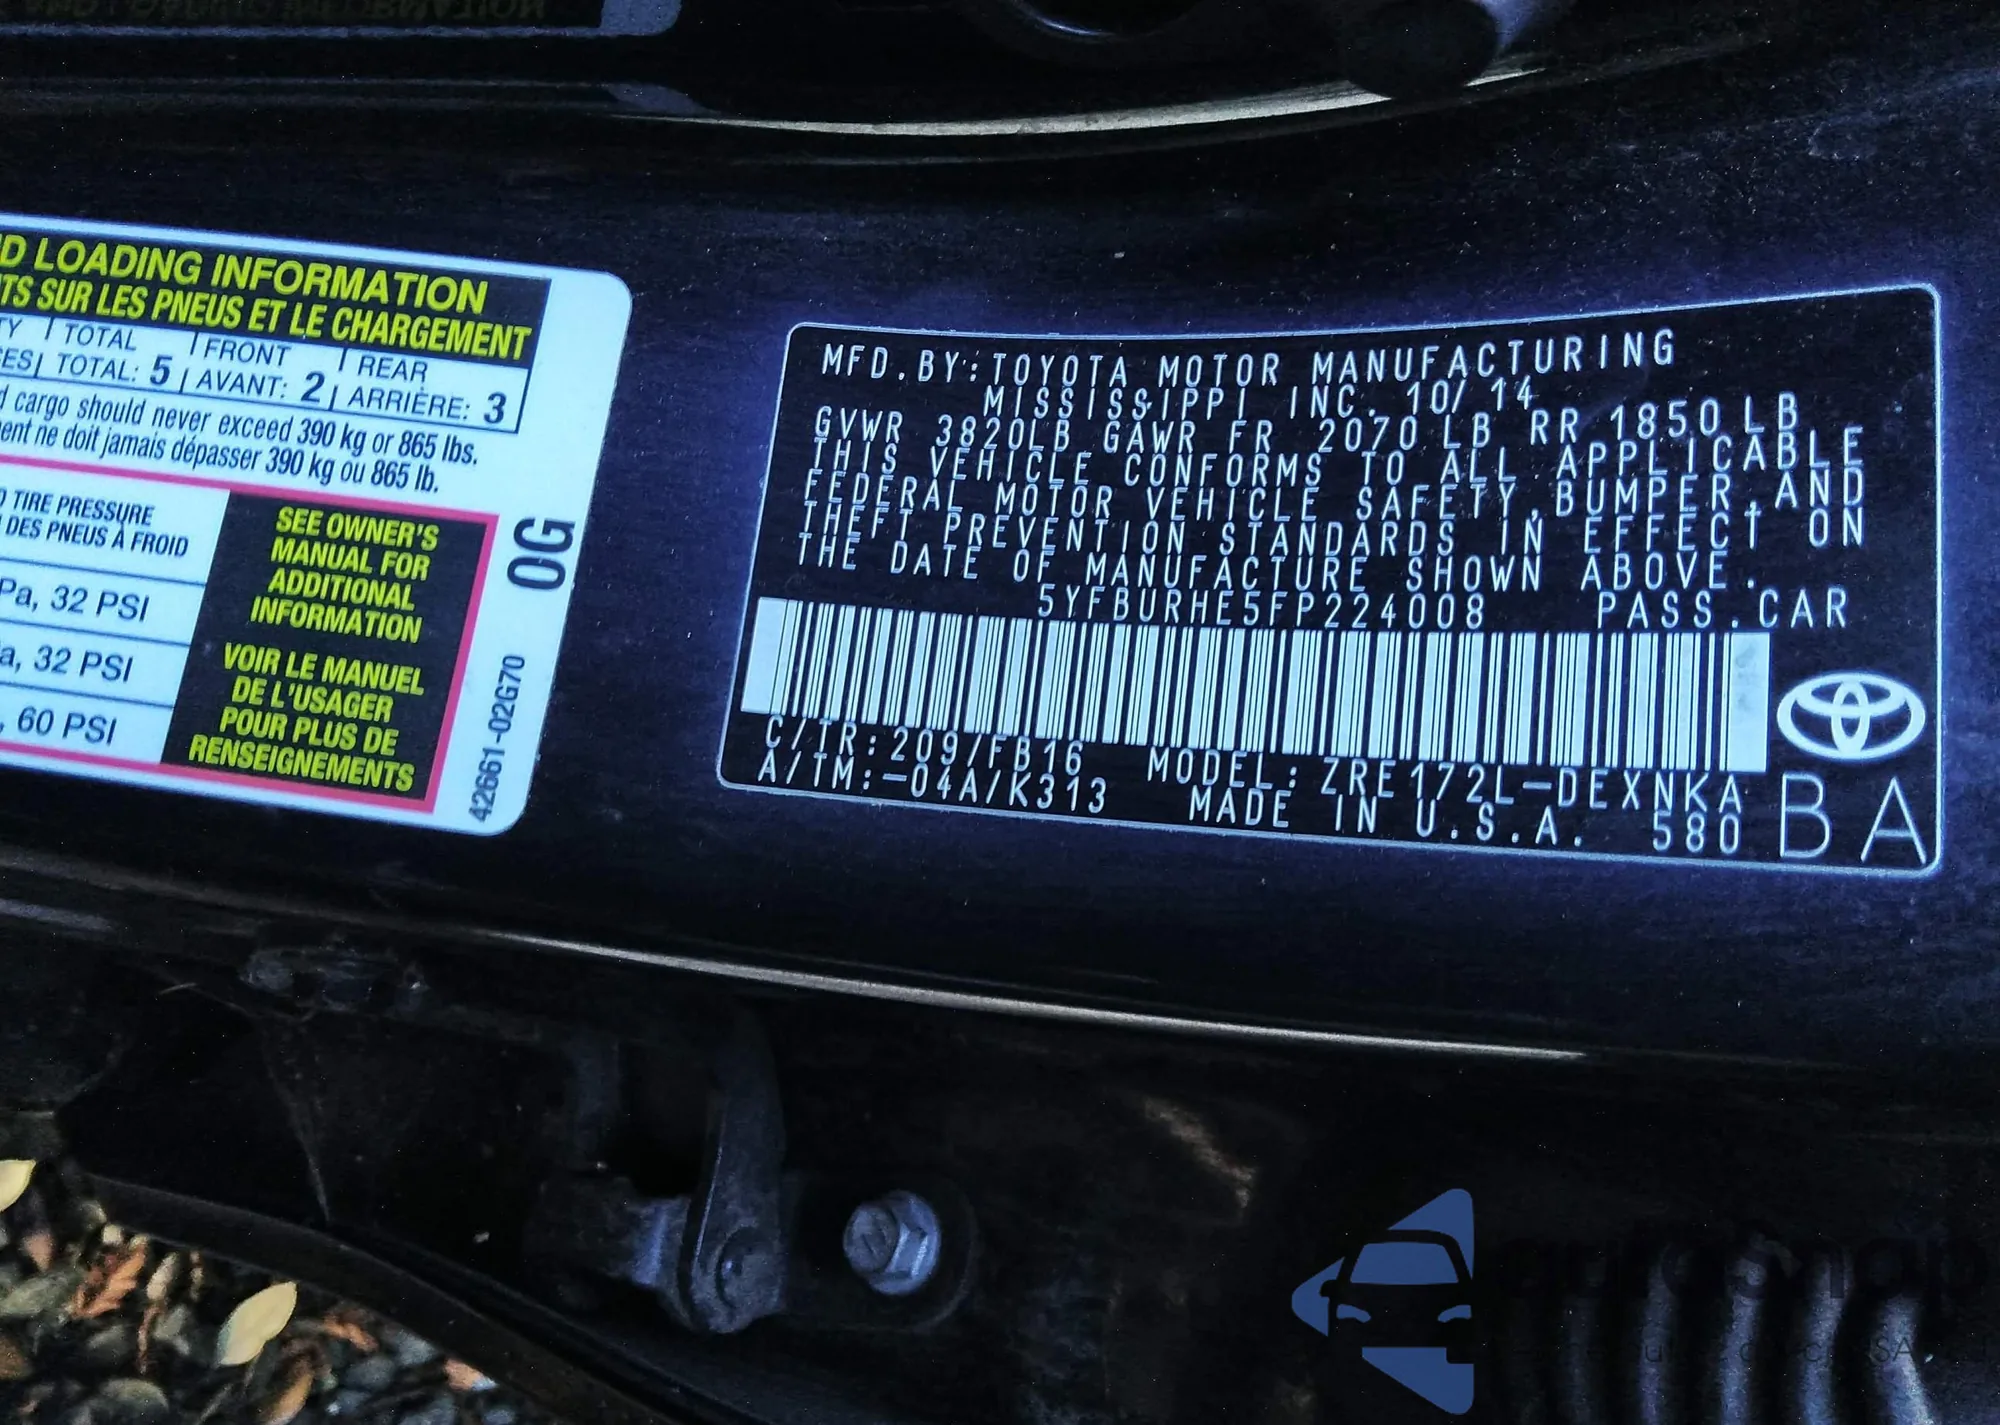 D LOADING INFORMATION
TS SUR LES PNEUS ET LE CHARGEMENT
TY TOTAL FRONT REAR
CES TOTAL: 5 AVANT: 2 ARRIÈRE: 3
d cargo should never exceed 390 kg or 865 lbs.
ent ne doit jamais dépasser 390 kg ou 865 lb.
TIRE PRESSURE
DES PNEUS À FROID
Pa, 32 PSI
a, 32 PSI
, 60 PSI
SEE OWNER'S
MANUAL FOR
ADDITIONAL
INFORMATION
VOIR LE MANUEL
DE L'USAGER
POUR PLUS DE
RENSEIGNEMENTS
0G
42661-02G70
MFD.BY:TOYOTA MOTOR MANUFACTURING
MISSISSIPPI INC. 10/14
GVWR 3820LB GAWR FR 2070LB RR 1850LB
THIS VEHICLE CONFORMS TO ALL APPLICABLE
FEDERAL MOTOR VEHICLE SAFETY,BUMPER,AND
THEFT PREVENTION STANDARDS IN EFFECT ON
THE DATE OF MANUFACTURE SHOWN ABOVE.
5YFBURHE5FP224008 PASS.CAR
C/TR:209/FB16 MODEL:ZRE172L-DEXNKA
A/TM:-04A/K313 MADE IN U.S.A. 580
BA